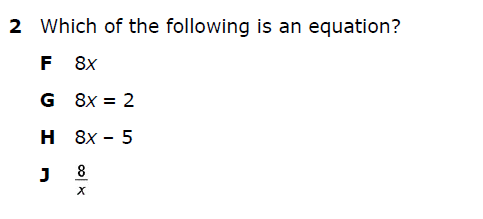 2 Which of the following is an equation?
F 8x
G 8x = 2
H 8x – 5
J 8/x